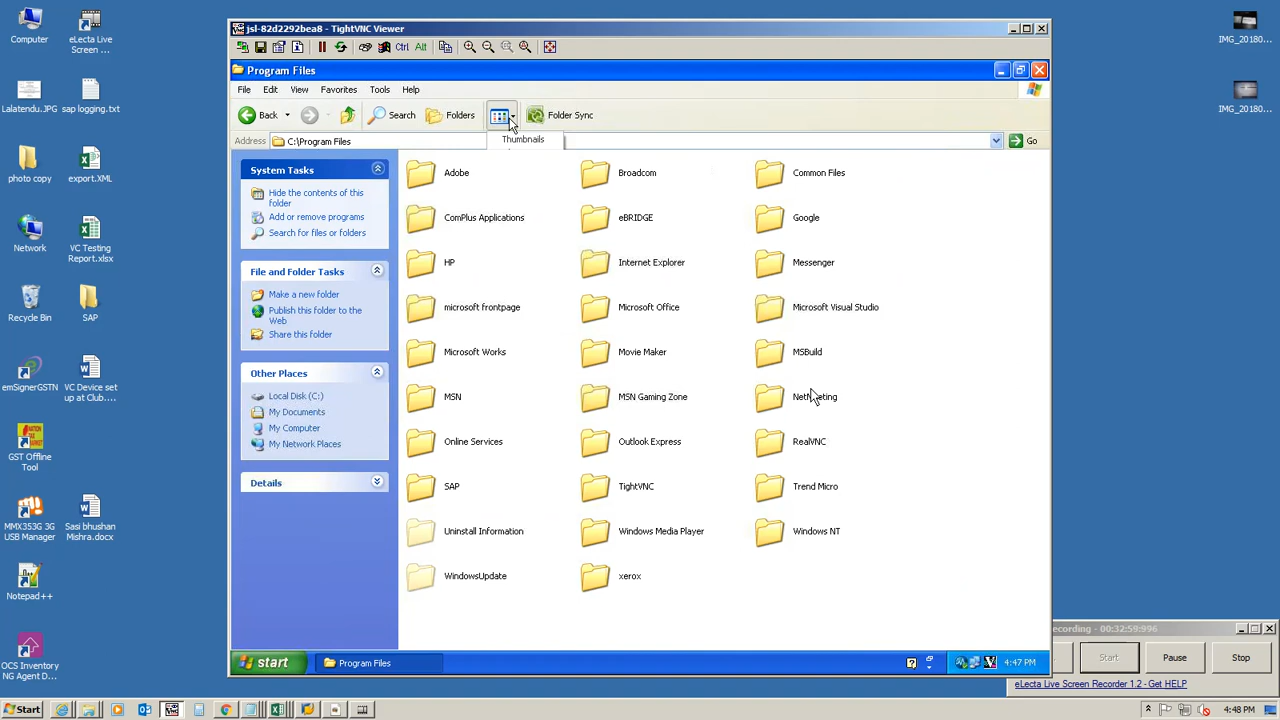 jsl-82d2292bea8 - TightVNC Viewer
Ctrl Alt
Program Files
File Edit View Favorites Tools Help
Back Search Folders Folder Sync
Address C:\Program Files Go
Thumbnails
System Tasks
Hide the contents of this
folder
Add or remove programs
Search for files or folders
File and Folder Tasks
Make a new folder
Publish this folder to the
Web
Share this folder
Other Places
Local Disk (C:)
My Documents
My Computer
My Network Places
Details
Adobe Broadcom Common Files
ComPlus Applications eBRIDGE Google
HP Internet Explorer Messenger
microsoft frontpage Microsoft Office Microsoft Visual Studio
Microsoft Works Movie Maker MSBuild
MSN MSN Gaming Zone
Online Services Outlook Express RealVNC
SAP TightVNC Trend Micro
Uninstall Information Windows Media Player Windows NT
WindowsUpdate xerox
start Program Files 4:47 PM
Computer
eLecta Live
Screen ...
Lalatendu.JPG
sap logging.txt
photo copy
export.XML
Network
VC Testing
Report.xlsx
Recycle Bin
SAP
emSignerGSTN
VC Device set
up at Club....
GST Offline
Tool
MMX353G 3G
USB Manager
Sasi bhushan
Mishra.docx
Notepad++
OCS Inventory
NG Agent D...
IMG_20180...
IMG_20180...
ecording - 00:32:59:996
Start Pause Stop
eLecta Live Screen Recorder 1.2 - Get HELP
Start 4:48 PM